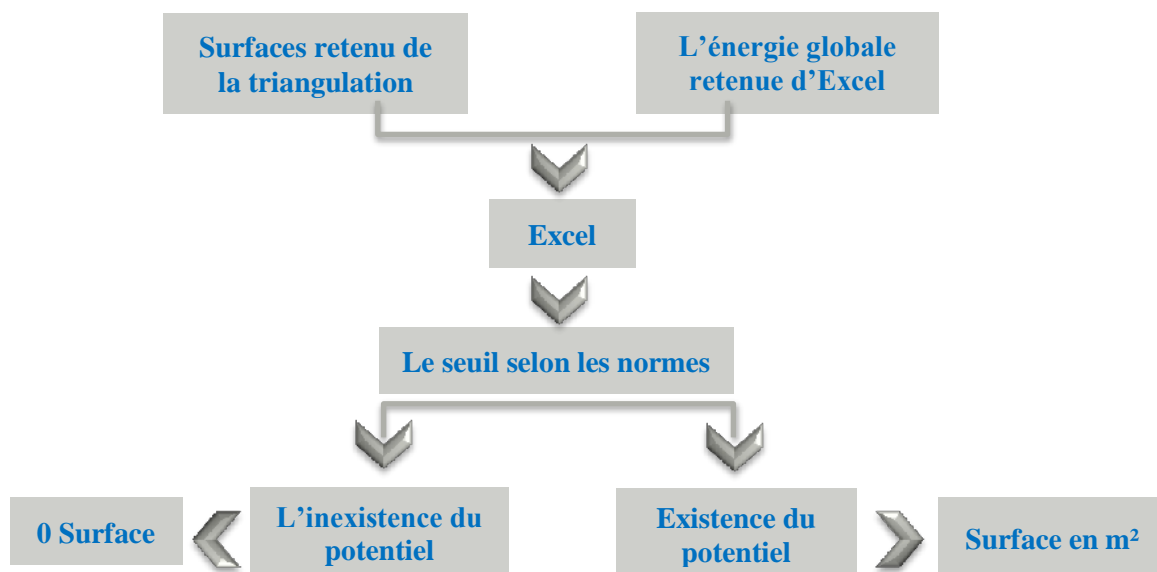 Surfaces retenu de
la triangulation
L’énergie globale
retenue d’Excel
Excel
Le seuil selon les normes
0 Surface
L’inexistence du
potentiel
Existence du
potentiel
Surface en m²